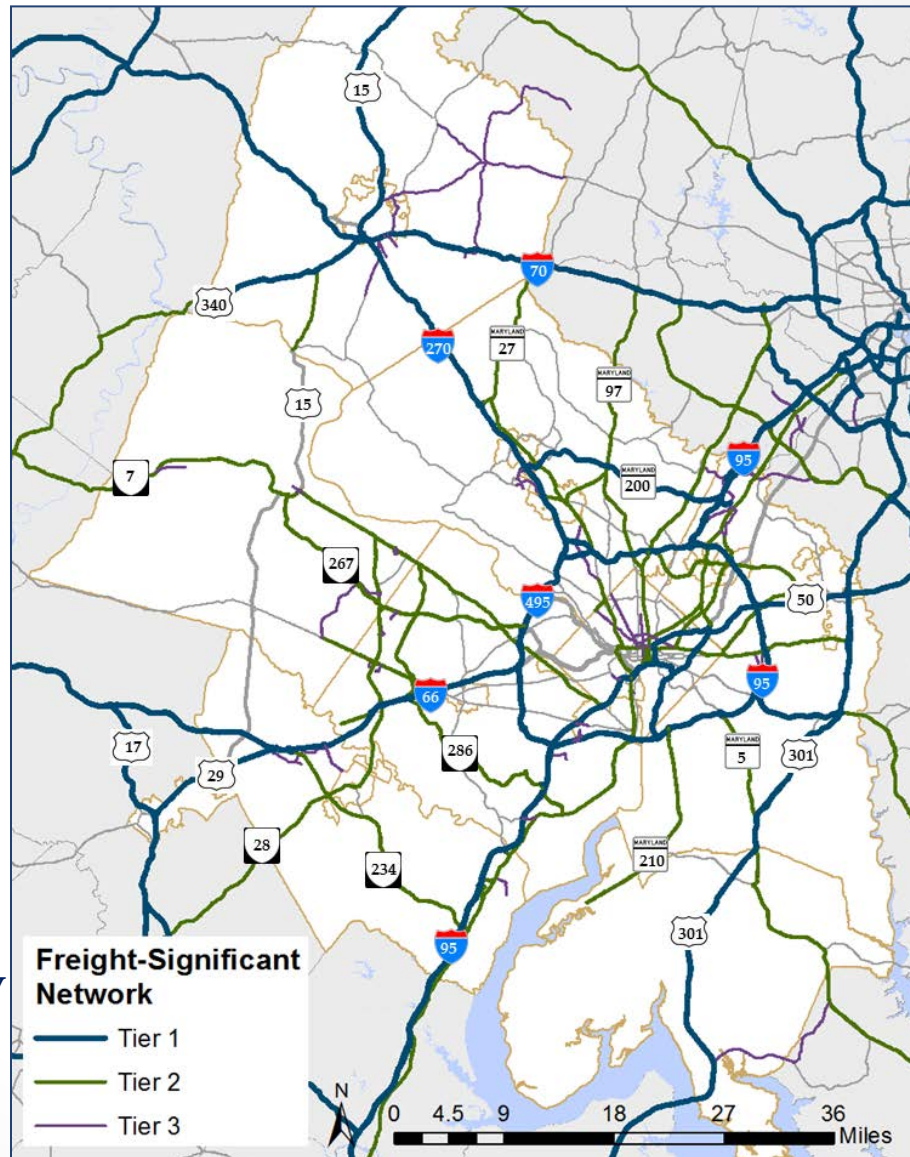 15
70
340
270
MARYLAND
27
15
MARYLAND
97
7
95
MARYLAND
200
267
495
50
66
95
17
286
MARYLAND
5
301
29
28
234
MARYLAND
210
301
95
Freight-Significant
Network
Tier 1
Tier 2
Tier 3
N
0 4.5 9 18 27 36
Miles